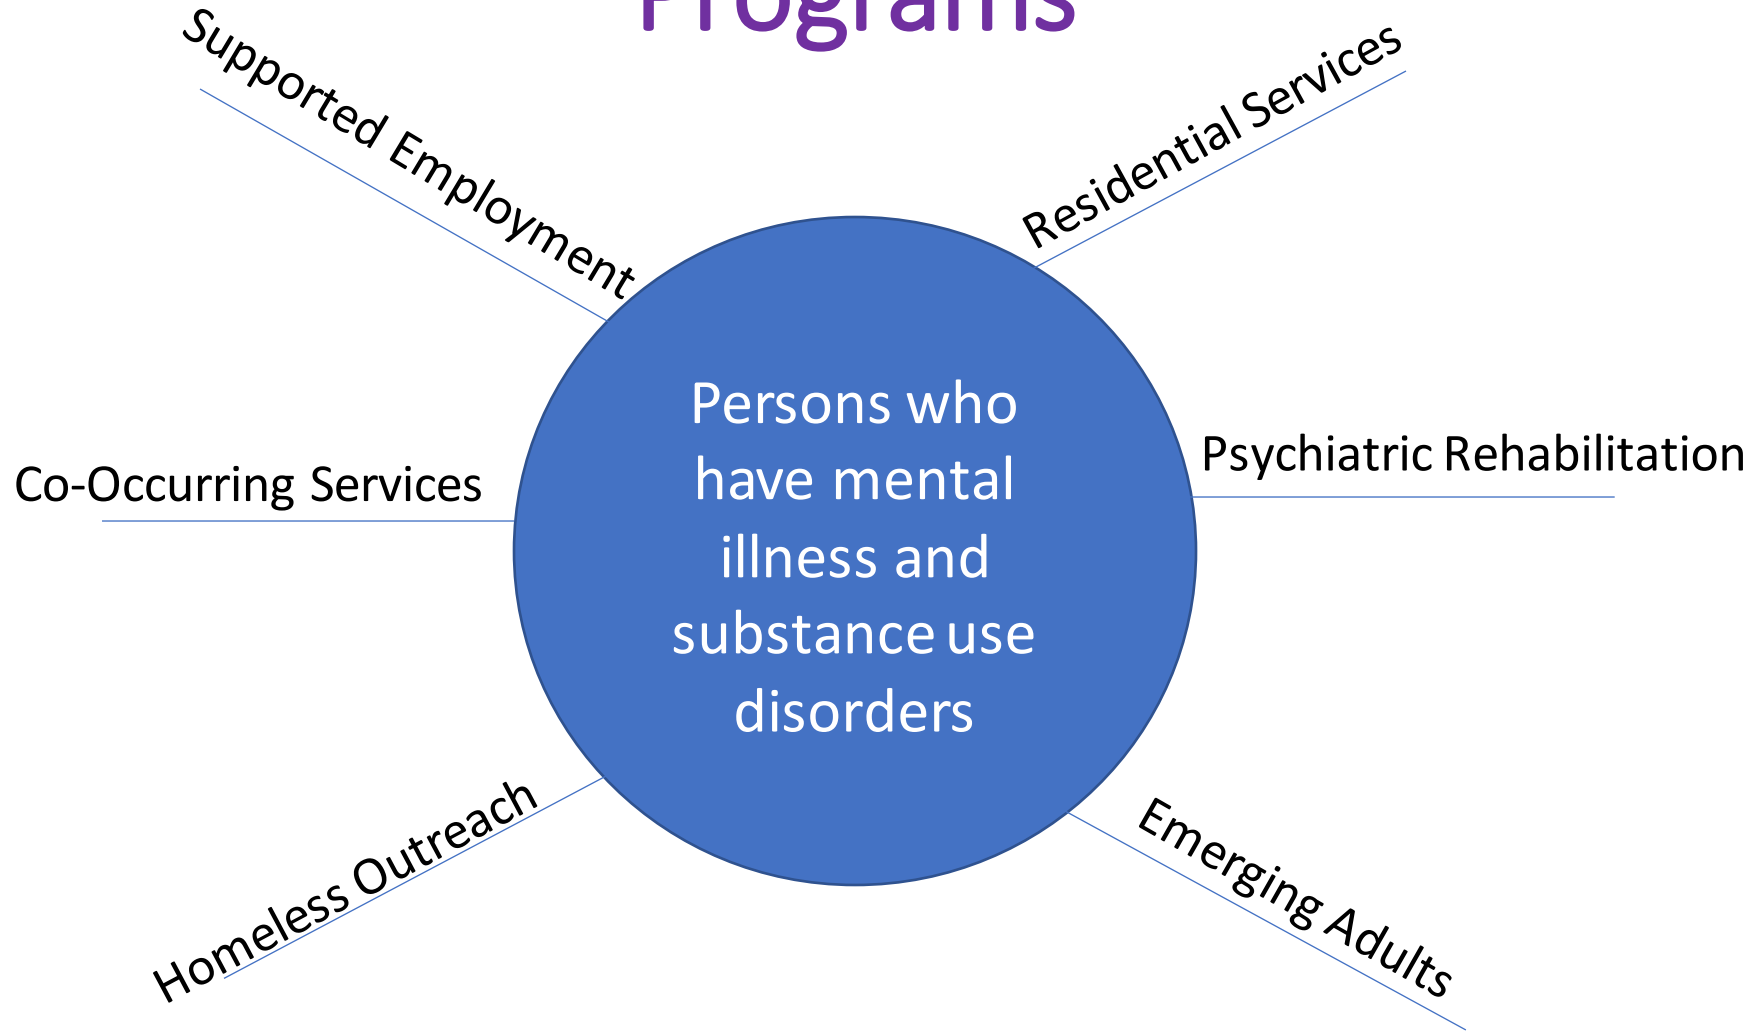 Programs
Supported Employment
Residential Services
Co-Occurring Services
Persons who
have mental
illness and
substance use
disorders
Psychiatric Rehabilitation
Homeless Outreach
Emerging Adults